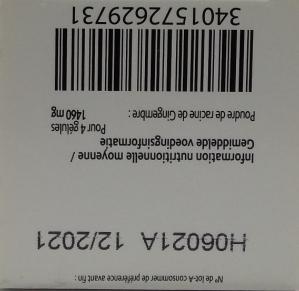 N° de lot-A consommer de préférence avant fin :
H06021A 12/2021
Information nutritionnelle moyenne /
Gemiddelde voedingsinformatie
Pour 4 gélules
Poudre de racine de Gingembre : 1460 mg
3401572629731